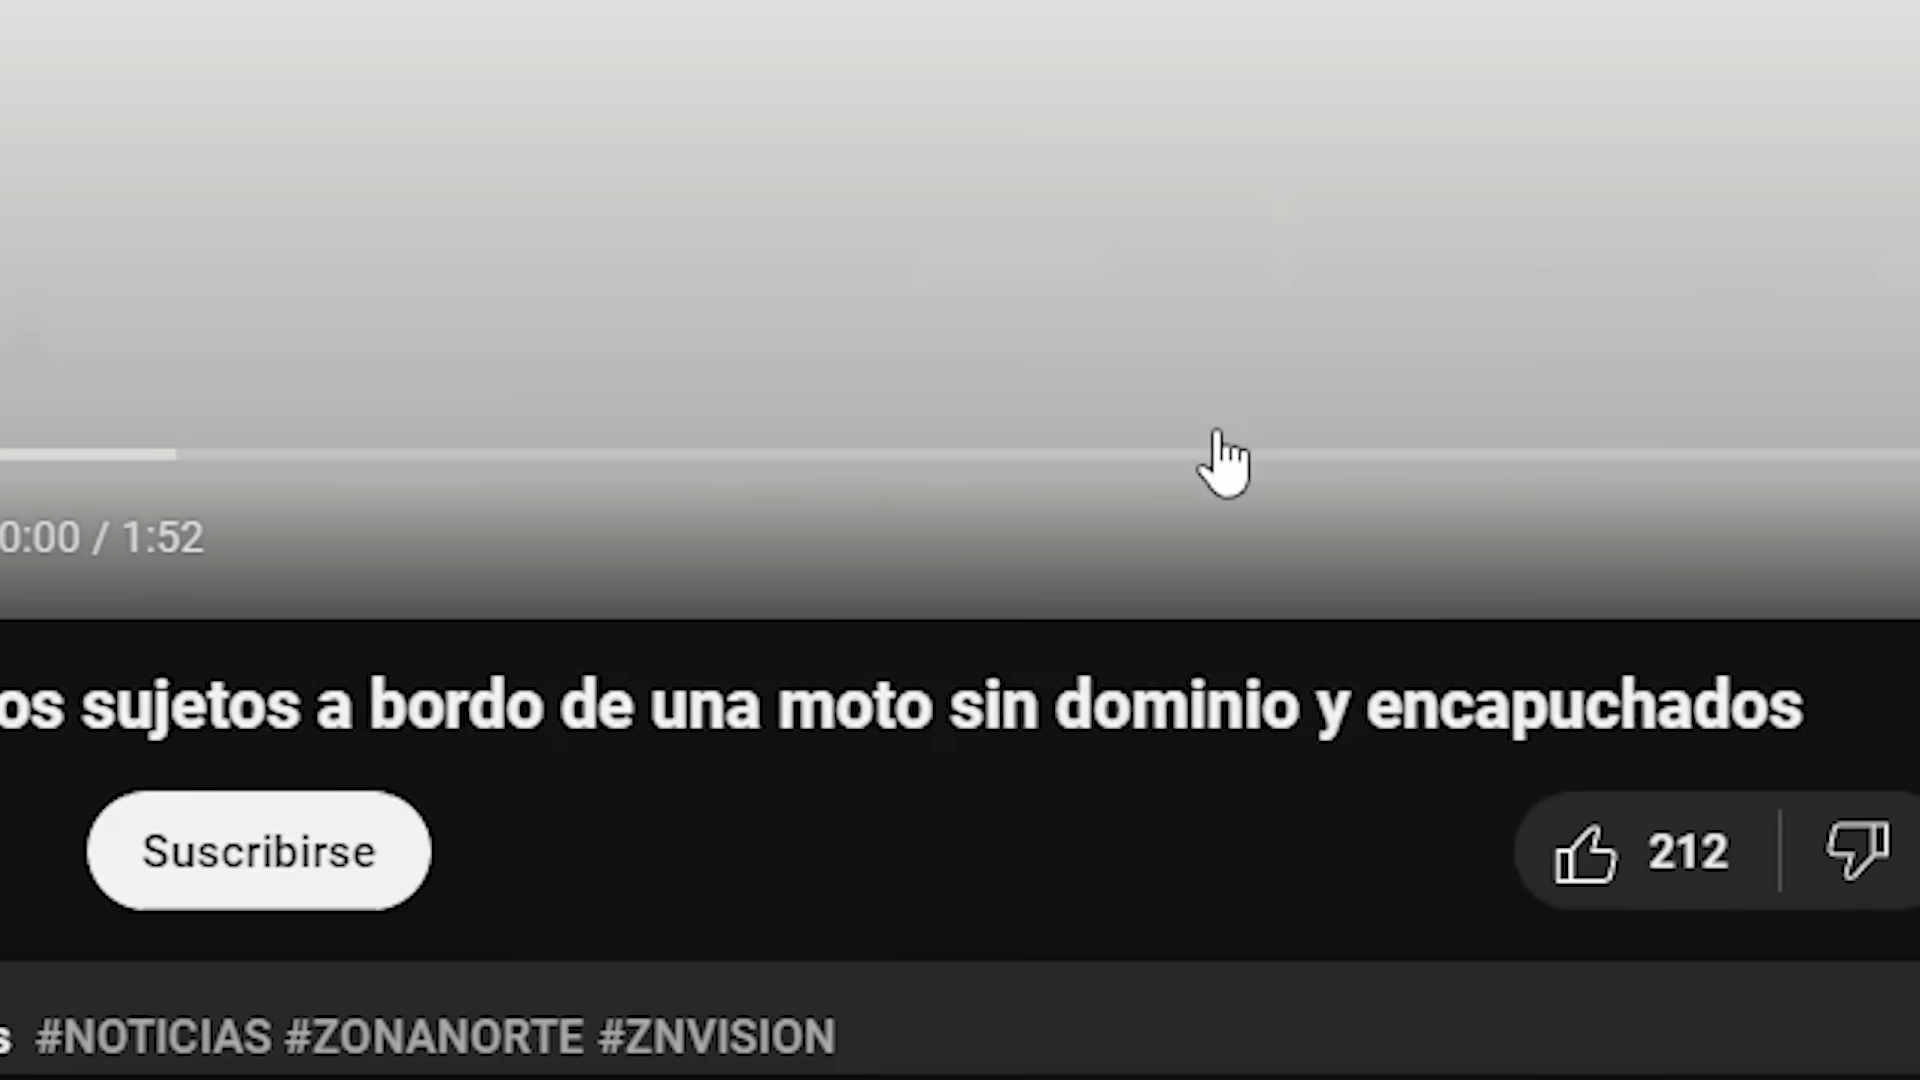 0:00 / 1:52
os sujetos a bordo de una moto sin dominio y encapuchados
Suscribirse
212
s #NOTICIAS #ZONANORTE #ZNVISION